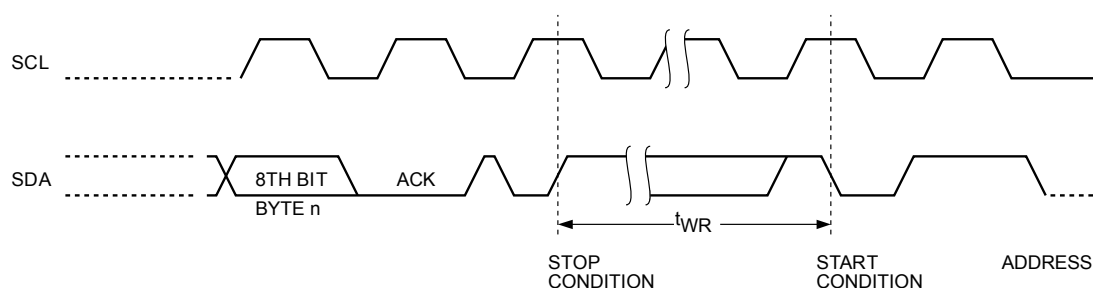 SCL
SDA
8TH BIT
ACK
BYTE n
tWR
STOP
CONDITION
START
CONDITION
ADDRESS